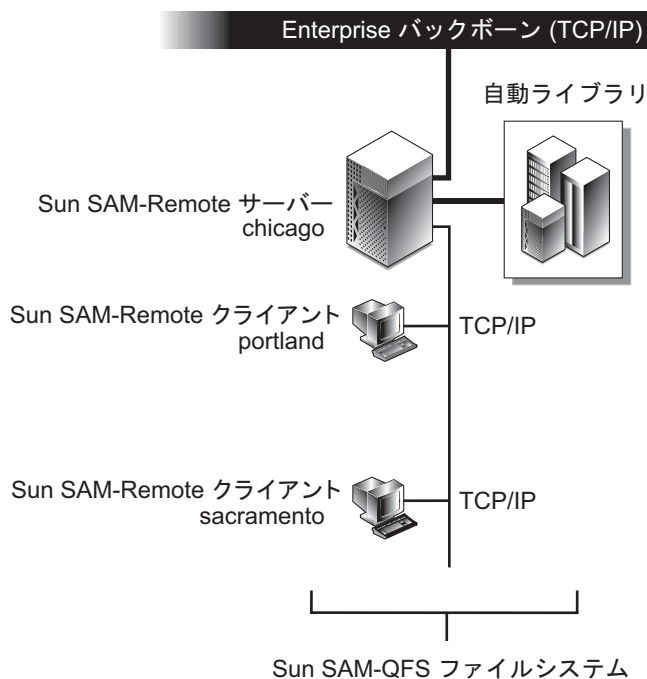 Enterprise バックボーン (TCP/IP)
自動ライブラリ
Sun SAM-Remote サーバー
chicago
Sun SAM-Remote クライアント
portland
TCP/IP
Sun SAM-Remote クライアント
sacramento
TCP/IP
Sun SAM-QFS ファイルシステム